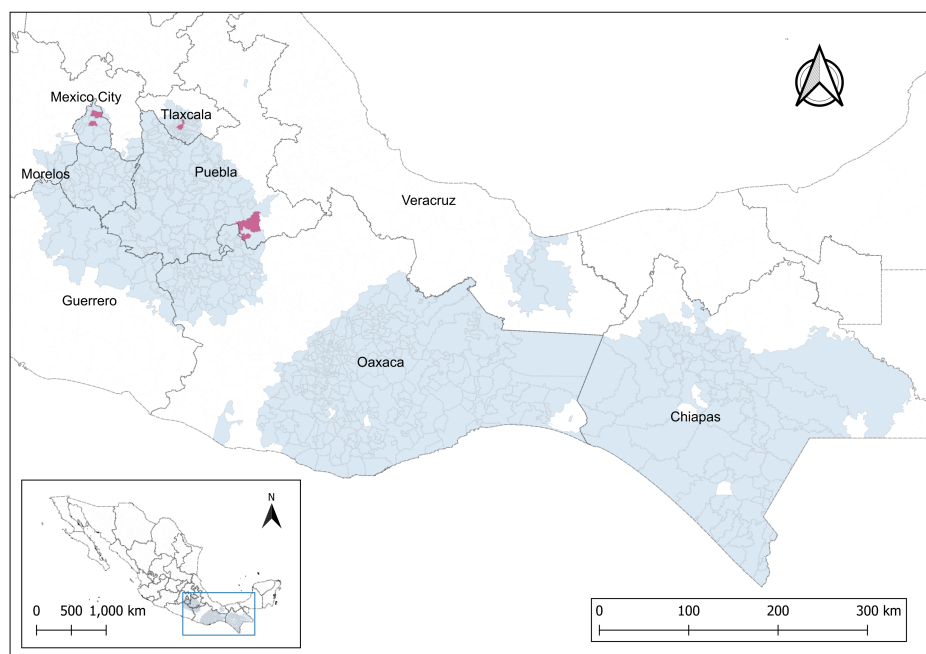 Mexico City
Tlaxcala
Morelos
Puebla
Veracruz
Guerrero
Oaxaca
Chiapas
N
0 500 1,000 km
0 100 200 300 km